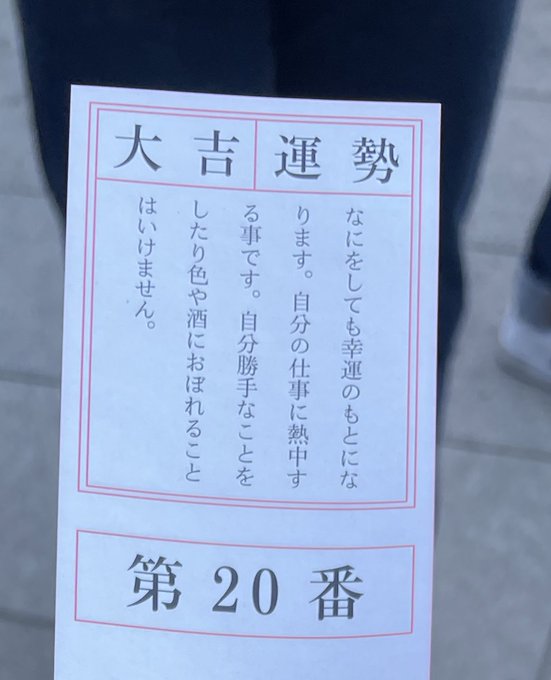 大吉 運勢
なにをしても幸運のもとにな
ります。自分の仕事に熱中す
る事です。自分勝手なことを
したり色や酒におぼれること
はいけません。
第20番